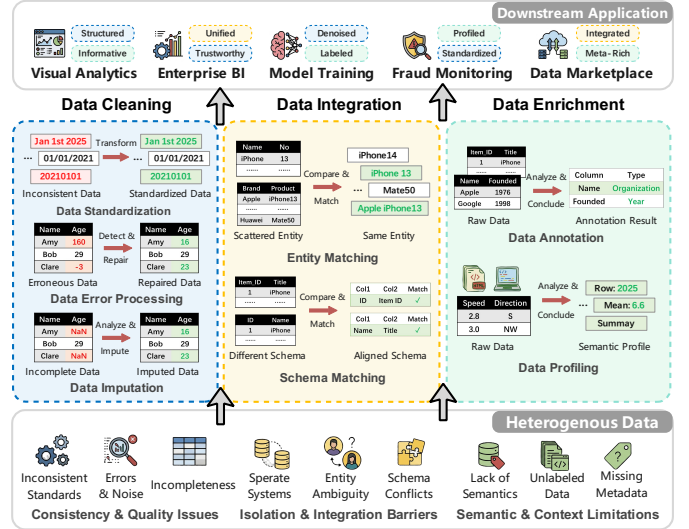 Downstream Application
Structured
Informative
Visual Analytics
Unified
Trustworthy
Enterprise BI
Denoised
Labeled
Model Training
Profiled
Standardized
Fraud Monitoring
Integrated
Meta-Rich
Data Marketplace
Data Cleaning
Data Integration
Data Enrichment
Jan 1st 2025 Transform Jan 1st 2025
... 01/01/2021 ... 01/01/2021
20210101 20210101
Inconsistent Data Standardized Data
Data Standardization
Name Age Detect & Name Age
Amy 160 Repair Amy 16
Bob 29 Bob 29
Clare -3 Clare 23
Erroneous Data Repaired Data
Data Error Processing
Name Age Analyze & Name Age
Amy NaN Impute Amy 16
Bob 29 Bob 29
Clare NaN Clare 23
Incomplete Data Imputed Data
Data Imputation
Name No
iPhone 13
...... ......
Brand Product
Apple iPhone13
...... ......
Huawei Mate50
Scattered Entity
Compare &
Match
iPhone14
iPhone 13
... Mate50
Apple iPhone13
Same Entity
Entity Matching
Item_ID Title
1 iPhone
...... ......
ID Name
1 iPhone
...... ......
Different Schema
Compare &
Match
Col1 Col2 Match
ID Item ID ✓
Col1 Col2 Match
Name Title ✓
Aligned Schema
Schema Matching
Item_ID Title
1 iPhone
Name Founded
Apple 1976
Google 1998
Raw Data
Analyze &
Conclude
Column Type
Name Organization
Founded Year
Annotation Result
Data Annotation
Speed Direction
2.8 S
3.0 NW
Raw Data
Analyze &
Conclude
Row: 2025
... Mean: 6.6
Summay
Semantic Profile
Data Profiling
Heterogenous Data
Inconsistent
Standards
Errors
& Noise
Incompleteness
Consistency & Quality Issues
Sperate
Systems
Entity
Ambiguity
Schema
Conflicts
Isolation & Integration Barriers
Lack of
Semantics
Unlabeled
Data
Missing
Metadata
Semantic & Context Limitations